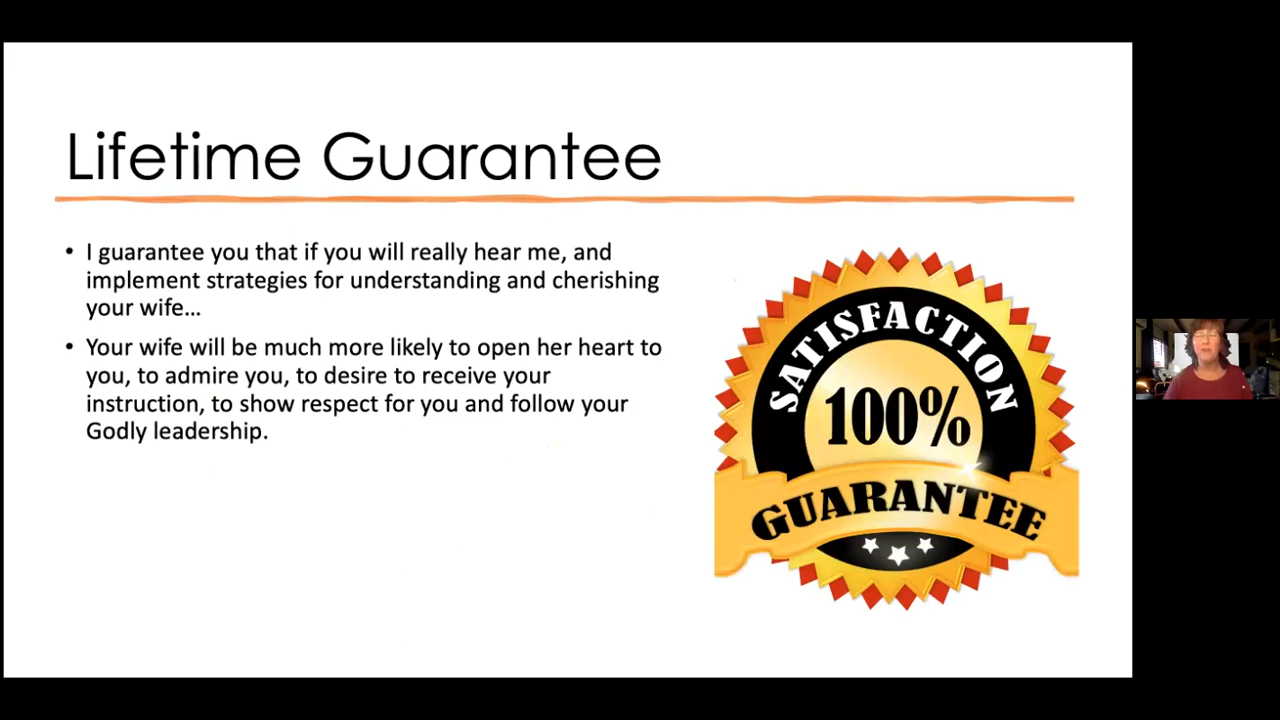 Lifetime Guarantee
• I guarantee you that if you will really hear me, and
implement strategies for understanding and cherishing
your wife...
• Your wife will be much more likely to open her heart to
you, to admire you, to desire to receive your
instruction, to show respect for you and follow your
Godly leadership.
SATISFACTION
100%
GUARANTEE